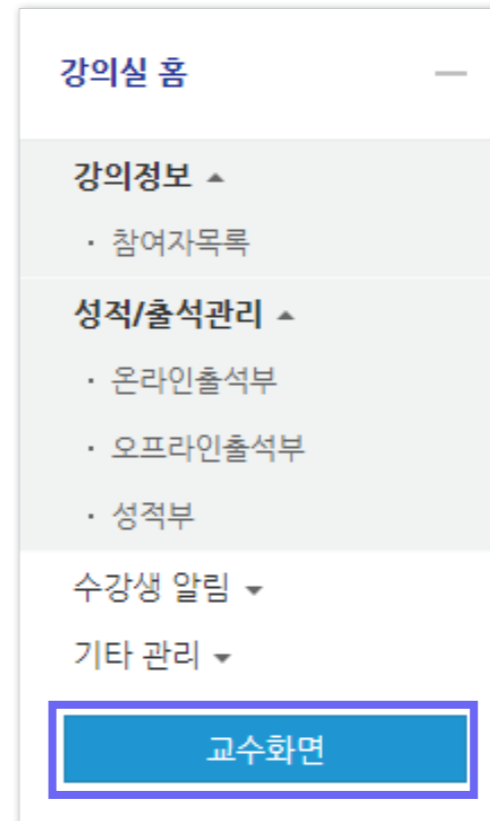 강의실 홈
강의정보
· 참여자목록
성적/출석관리
· 온라인출석부
· 오프라인출석부
· 성적부
수강생 알림
기타 관리
교수화면